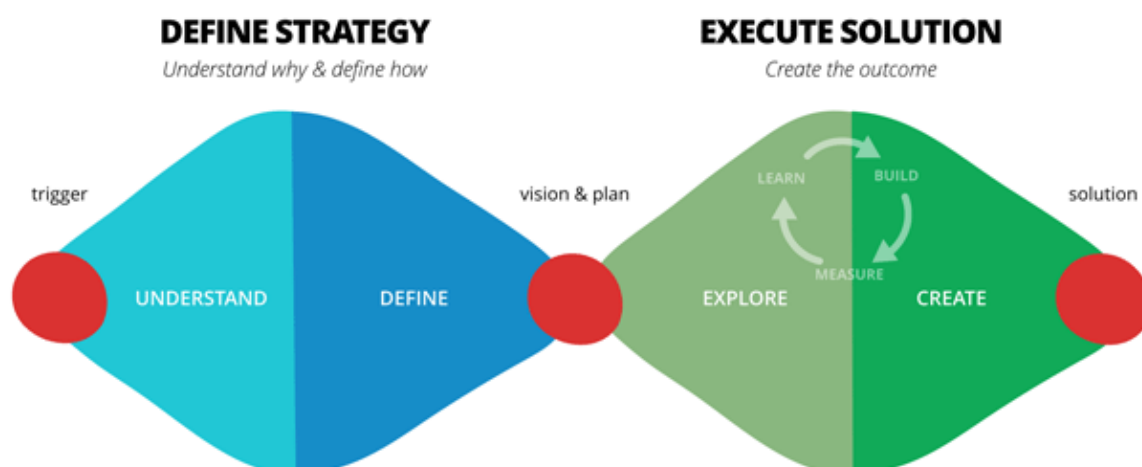 DEFINE STRATEGY
Understand why & define how
EXECUTE SOLUTION
Create the outcome
trigger
vision & plan
solution
LEARN
BUILD
MEASURE
UNDERSTAND
DEFINE
EXPLORE
CREATE